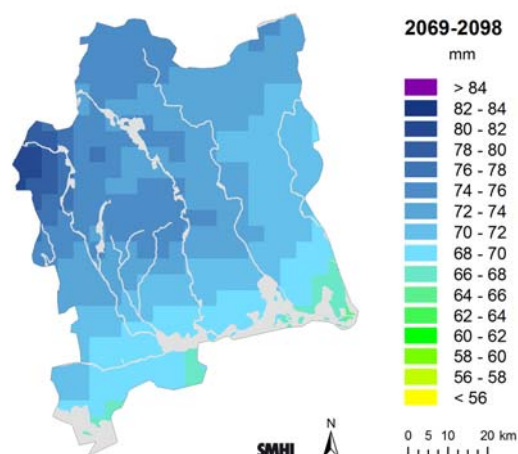 2069-2098
mm
> 84
82 - 84
80 - 82
78 - 80
76 - 78
74 - 76
72 - 74
70 - 72
68 - 70
66 - 68
64 - 66
62 - 64
60 - 62
58 - 60
56 - 58
< 56
SMHI
N
0 5 10 20 km